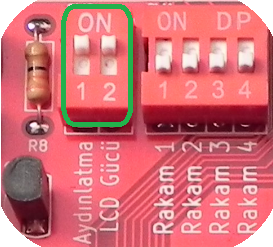 ON
1 2
ON DP
1 2 3 4
R8
Aydınlatma
LCD Gücü
Rakam 1
Rakam 2
Rakam 3
Rakam 4